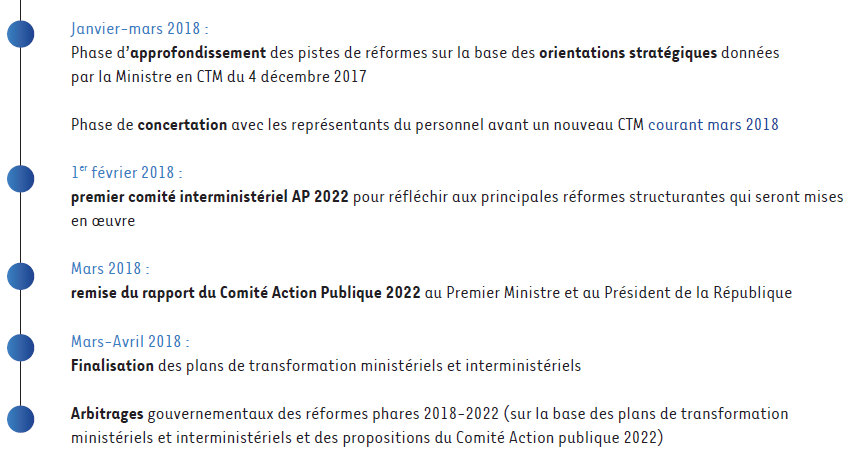 Janvier-mars 2018 :
Phase d'approfondissement des pistes de réformes sur la base des orientations stratégiques données
par la Ministre en CTM du 4 décembre 2017
Phase de concertation avec les représentants du personnel avant un nouveau CTM courant mars 2018
1er février 2018 :
premier comité interministériel AP 2022 pour réfléchir aux principales réformes structurantes qui seront mises
en œuvre
Mars 2018 :
remise du rapport du Comité Action Publique 2022 au Premier Ministre et au Président de la République
Mars-Avril 2018 :
Finalisation des plans de transformation ministériels et interministériels
Arbitrages gouvernementaux des réformes phares 2018-2022 (sur la base des plans de transformation
ministériels et interministériels et des propositions du Comité Action publique 2022)